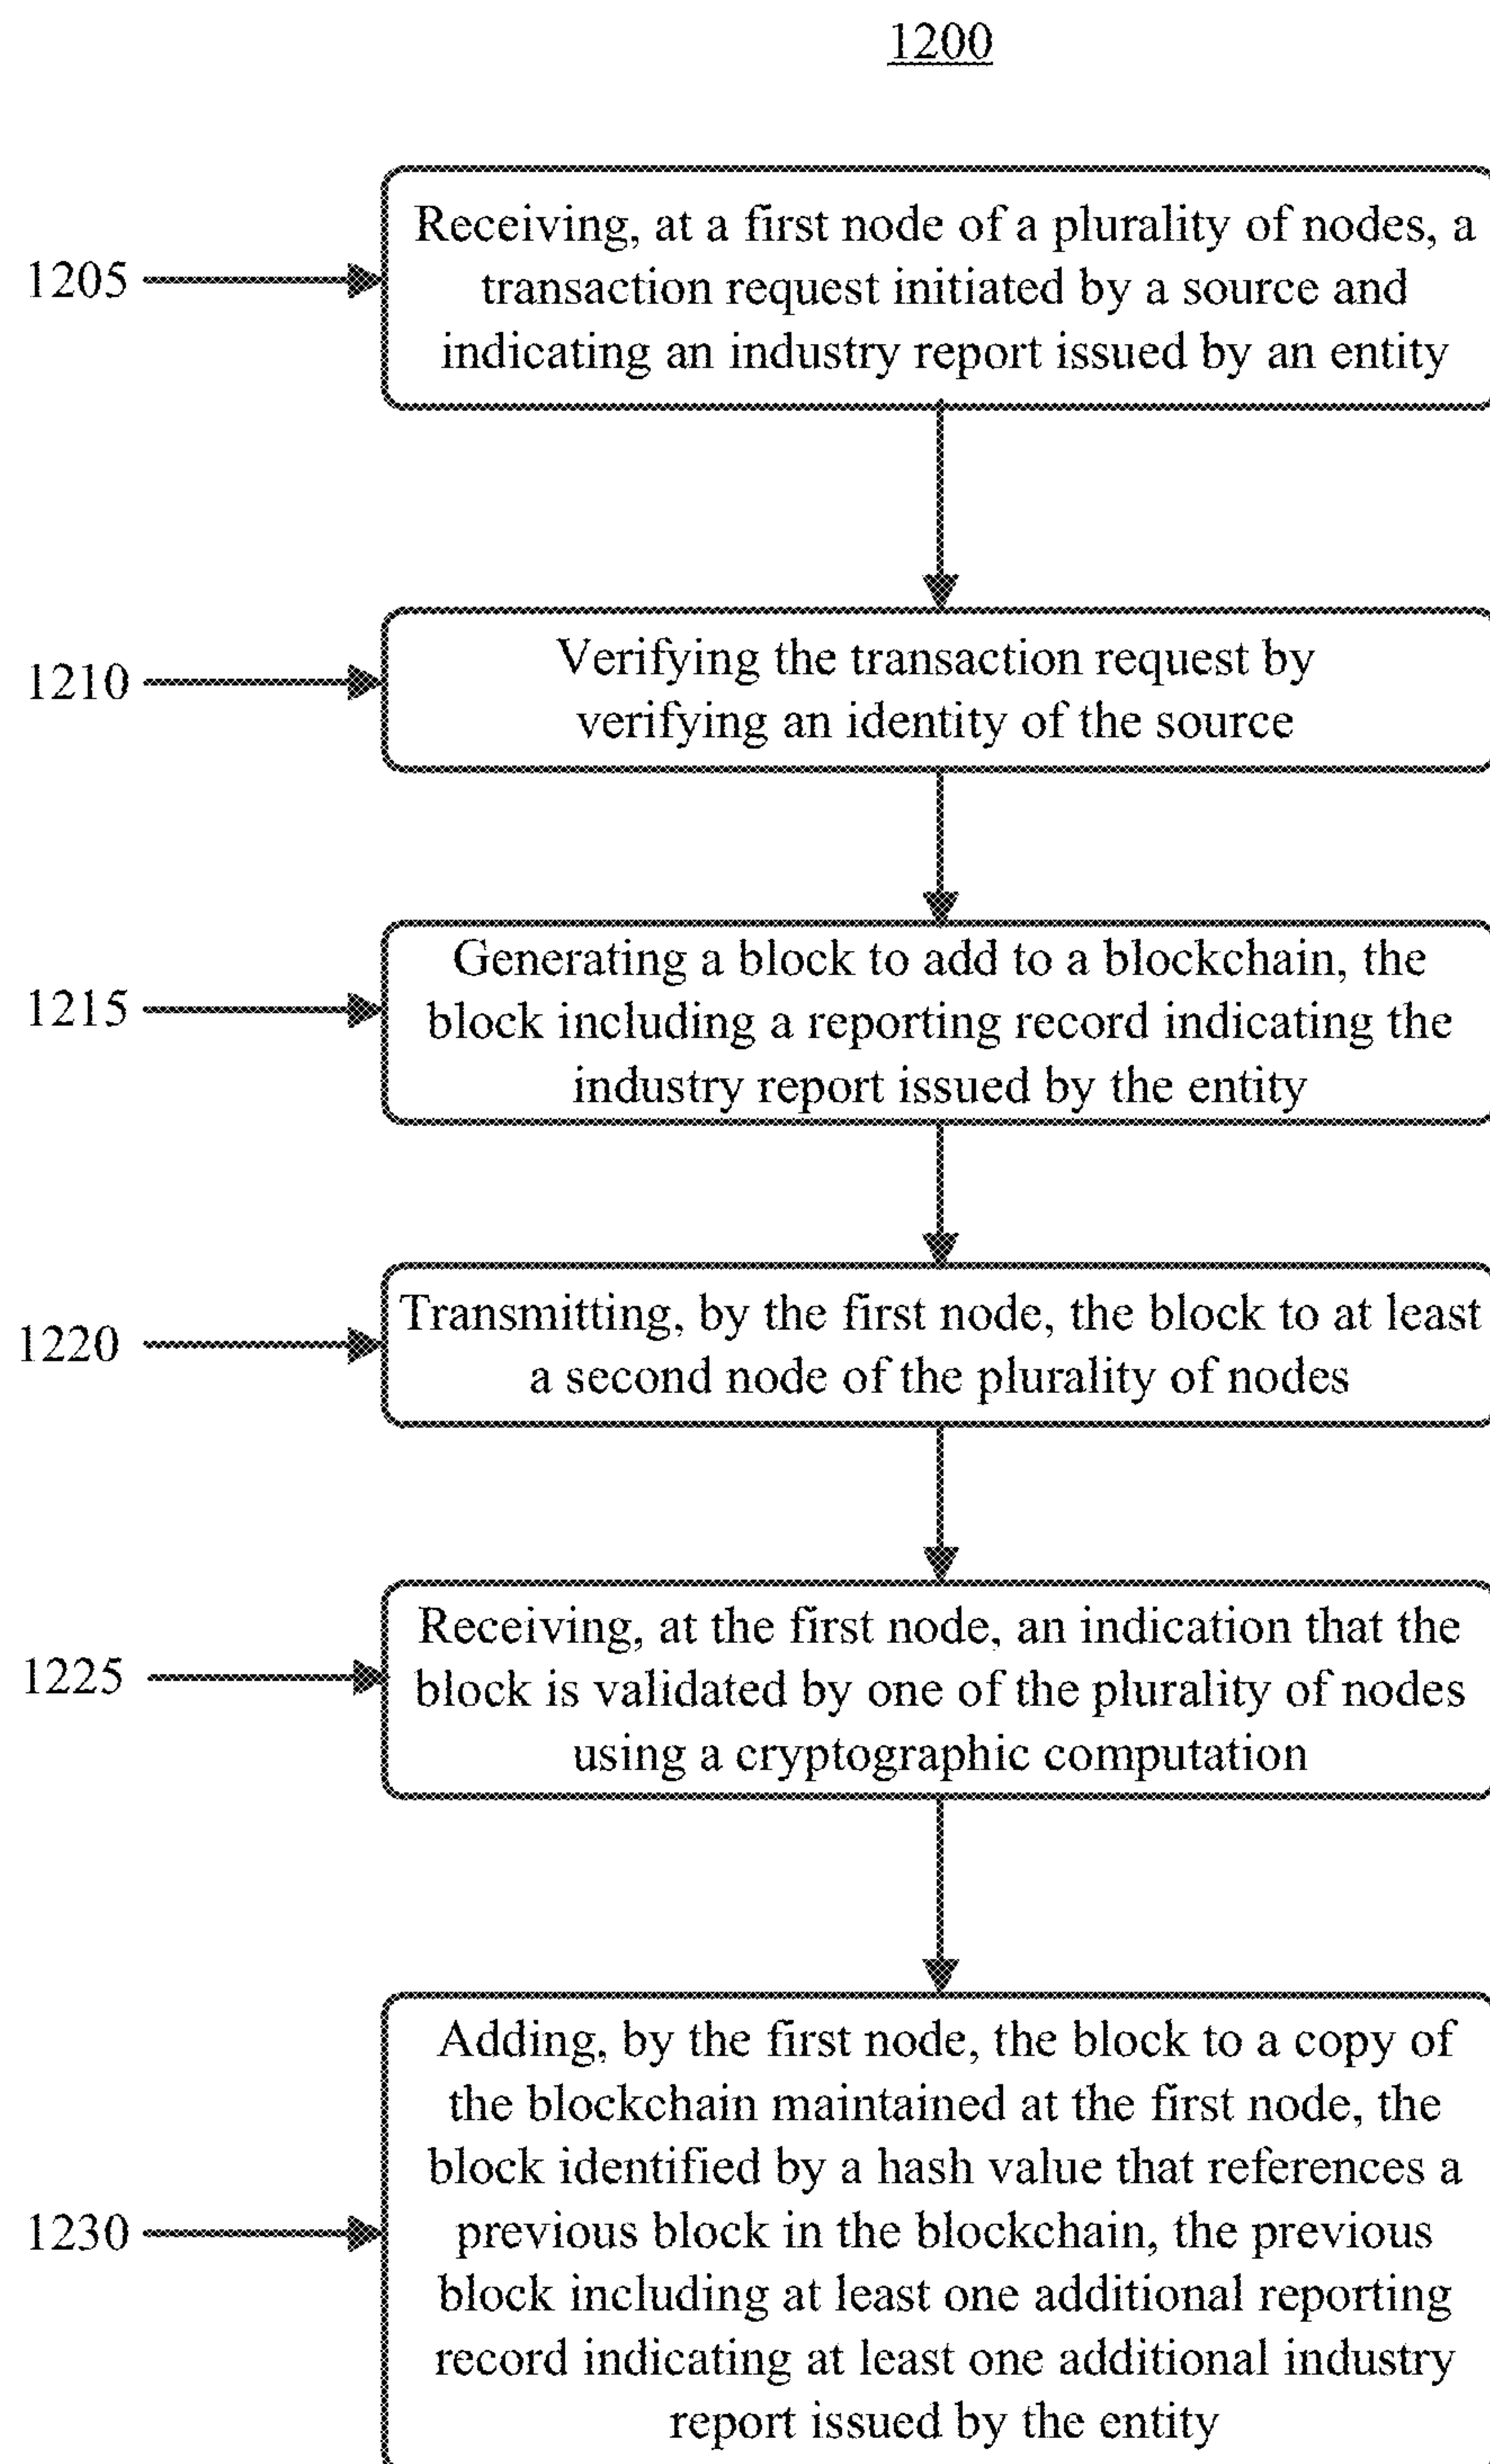 1200
1205
Receiving, at a first node of a plurality of nodes, a
transaction request initiated by a source and
indicating an industry report issued by an entity
1210
Verifying the transaction request by
verifying an identity of the source
1215
Generating a block to add to a blockchain, the
block including a reporting record indicating the
industry report issued by the entity
1220
Transmitting, by the first node, the block to at least
a second node of the plurality of nodes
1225
Receiving, at the first node, an indication that the
block is validated by one of the plurality of nodes
using a cryptographic computation
1230
Adding, by the first node, the block to a copy of
the blockchain maintained at the first node, the
block identified by a hash value that references a
previous block in the blockchain, the previous
block including at least one additional reporting
record indicating at least one additional industry
report issued by the entity